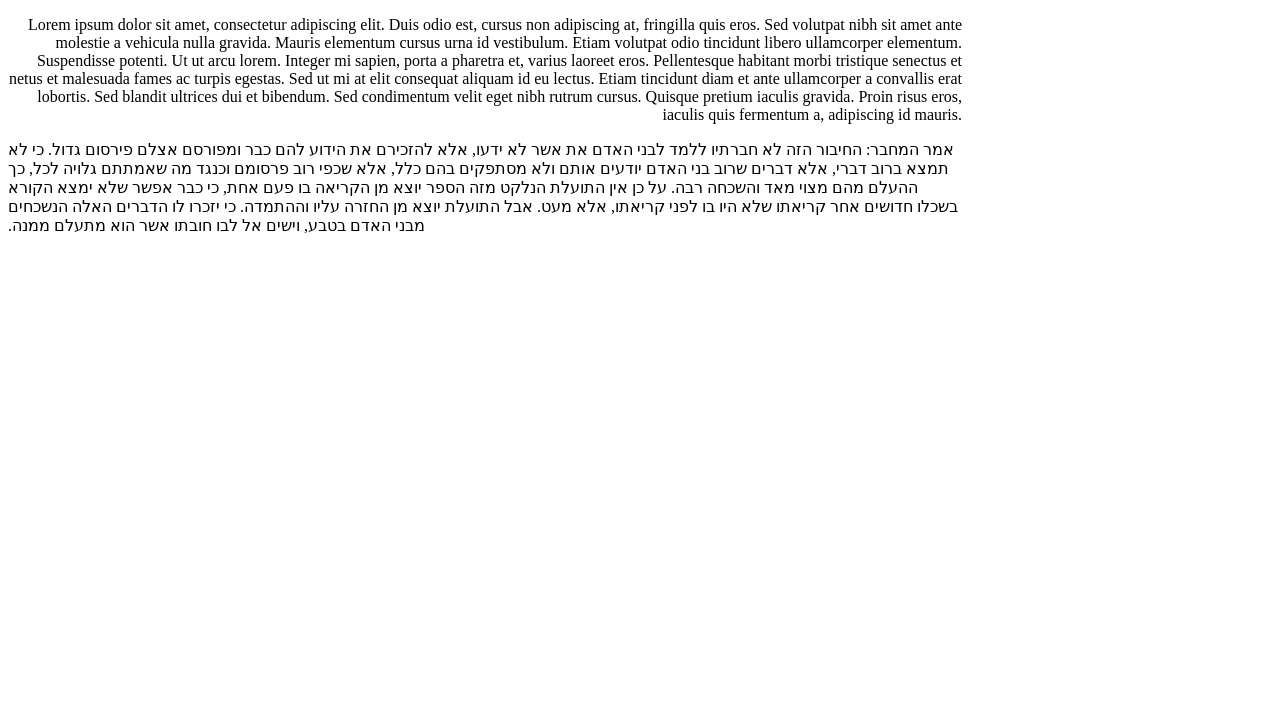 Lorem ipsum dolor sit amet, consectetur adipiscing elit. Duis odio est, cursus non adipiscing at, fringilla quis eros. Sed volutpat nibh sit amet ante
molestie a vehicula nulla gravida. Mauris elementum cursus urna id vestibulum. Etiam volutpat odio tincidunt libero ullamcorper elementum.
Suspendisse potenti. Ut ut arcu lorem. Integer mi sapien, porta a pharetra et, varius laoreet eros. Pellentesque habitant morbi tristique senectus et
netus et malesuada fames ac turpis egestas. Sed ut mi at elit consequat aliquam id eu lectus. Etiam tincidunt diam et ante ullamcorper a convallis erat
lobortis. Sed blandit ultrices dui et bibendum. Sed condimentum velit eget nibh rutrum cursus. Quisque pretium iaculis gravida. Proin risus eros,
iaculis quis fermentum a, adipiscing id mauris.
אמר המחבר: החיבור הזה לא חברתיו ללמד לבני האדם את אשר לא ידעו, אלא להזכירם את הידוע להם כבר ומפורסם אצלם פירסום גדול. כי לא
תמצא ברוב דברי, אלא דברים שרוב בני האדם יודעים אותם ולא מסתפקים בהם כלל, אלא שכפי רוב פרסומם וכנגד מה שאמתתם גלויה לכל, כך
ההעלם מהם מצוי מאד והשכחה רבה. על כן אין התועלת הנלקט מזה הספר יוצא מן הקריאה בו פעם אחת, כי כבר אפשר שלא ימצא הקורא
בשכלו חדושים אחר קריאתו שלא היו בו לפני קריאתו, אלא מעט. אבל התועלת יוצא מן החזרה עליו וההתמדה. כי יזכרו לו הדברים האלה הנשכחים
מבני האדם בטבע, וישים אל לבו חובתו אשר הוא מתעלם ממנה.